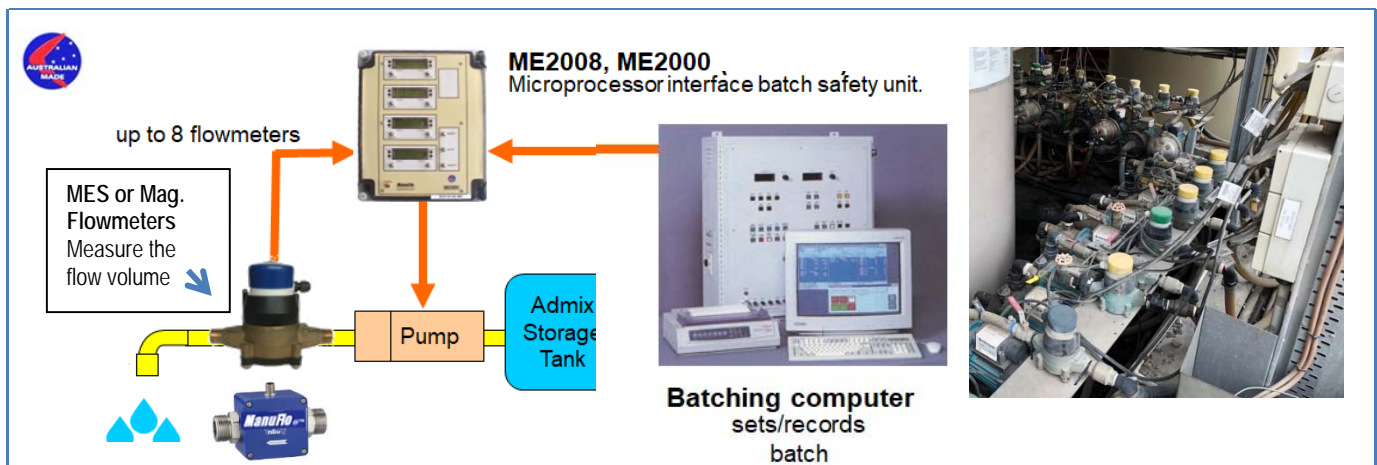 AUSTRALIAN
MADE
ME2008, ME2000
Microprocessor interface batch safety unit.
up to 8 flowmeters
MES or Mag.
Flowmeters
Measure the
flow volume
Pump
Admix
Storage
Tank
ManuFlo
Batching computer
sets/records
batch